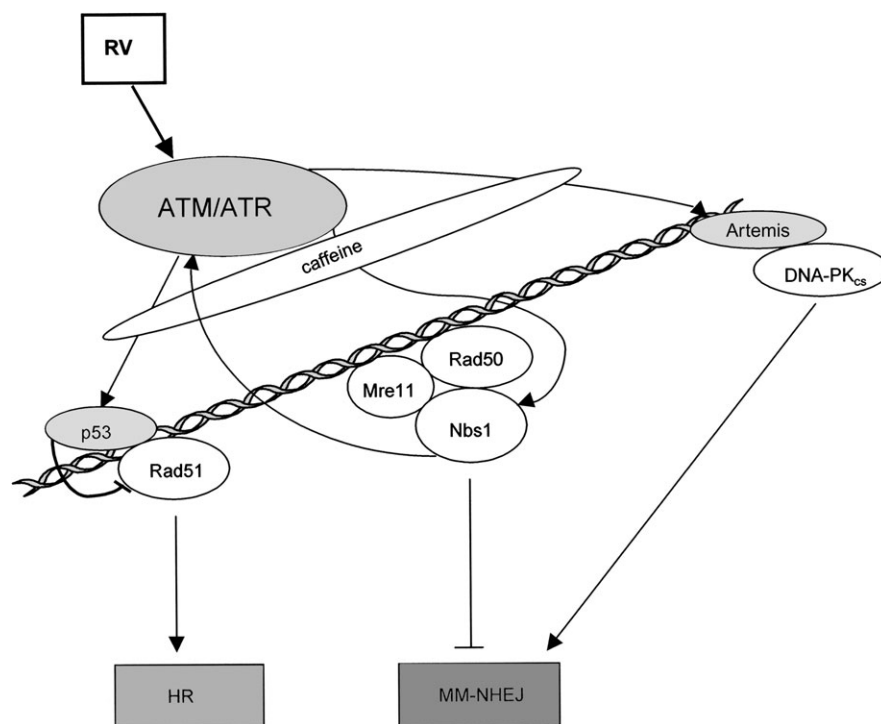 RV
ATM/ATR
caffeine
Artemis
DNA-PKcs
Rad50
Mre11
Nbs1
p53
Rad51
HR
MM-NHEJ